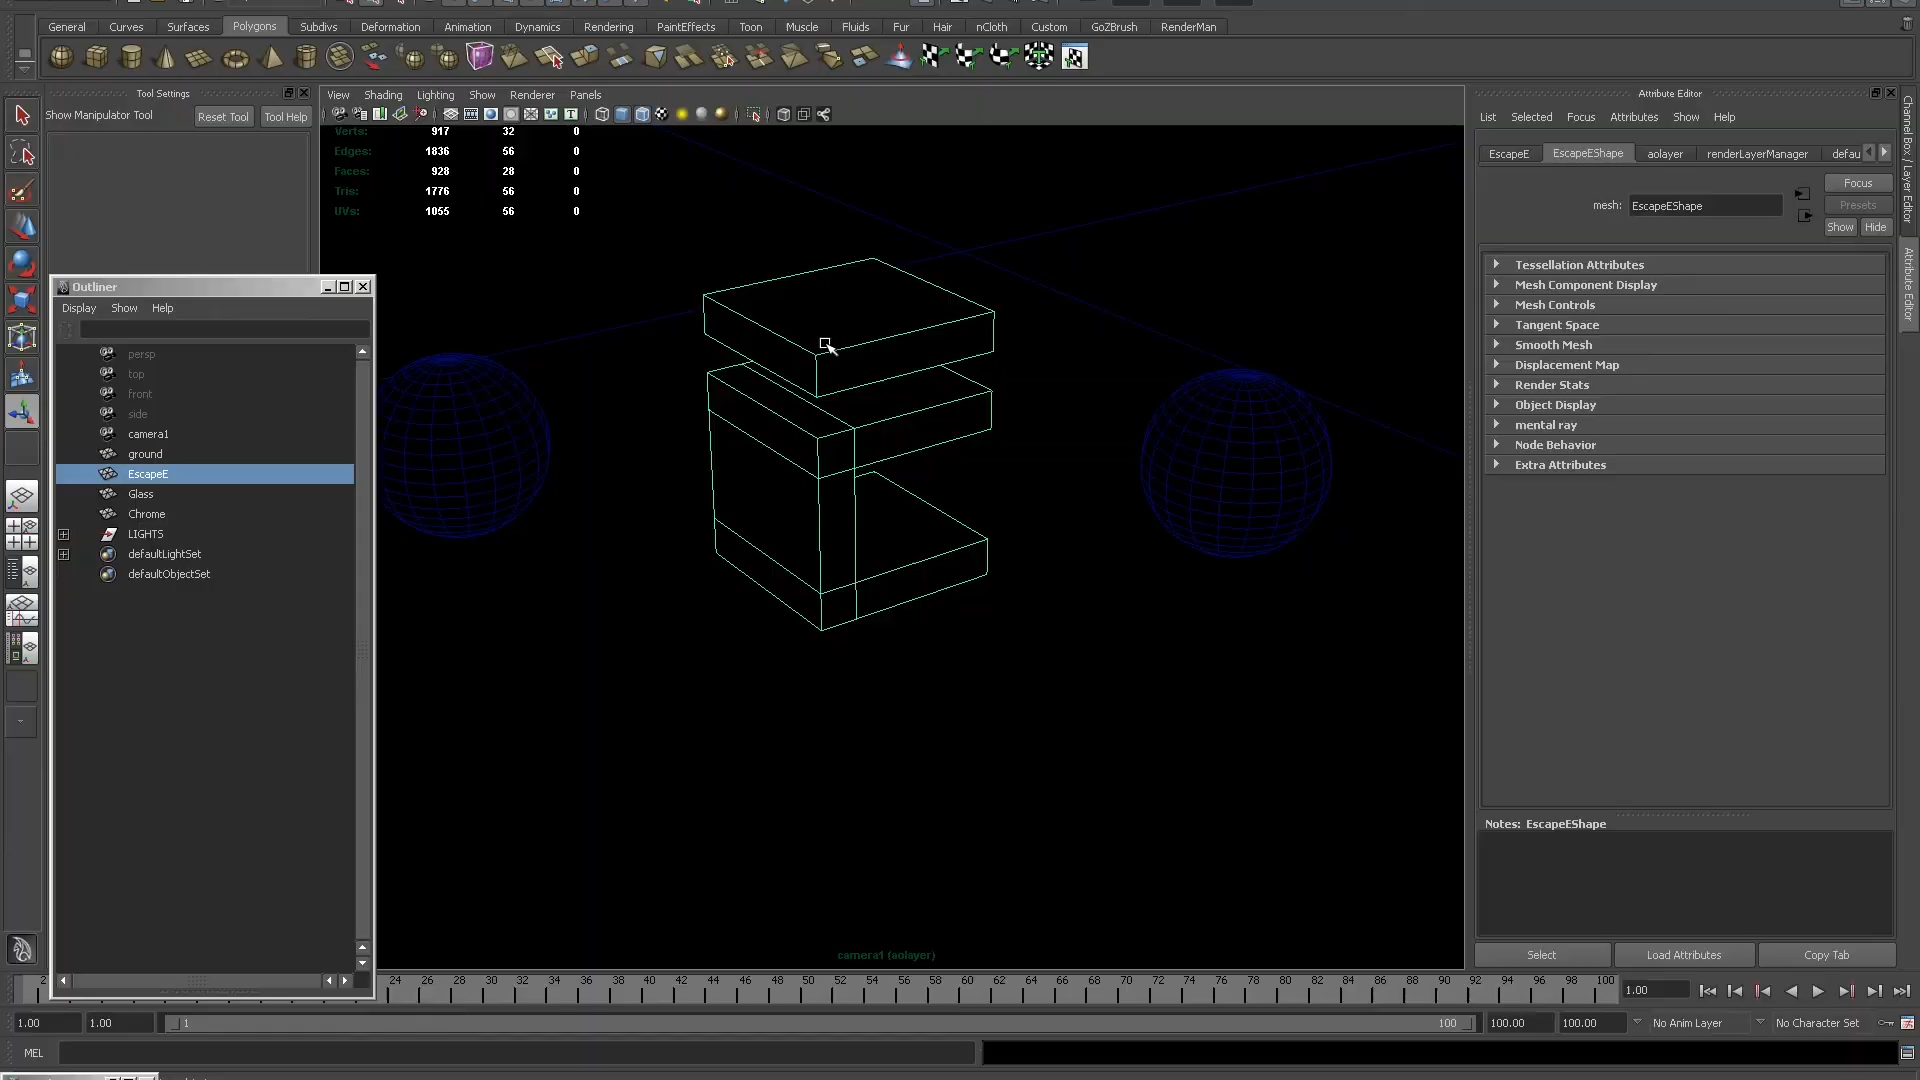 General Curves Surfaces Polygons Subdivs Deformation Animation Dynamics Rendering PaintEffects Toon Muscle Fluids Fur Hair nCloth Custom GoZBrush RenderMan
Tool Settings
Show Manipulator Tool Reset Tool Tool Help
View Shading Lighting Show Renderer Panels
Verts: 917 32 0
Edges: 1836 56 0
Faces: 928 28 0
Tris: 1776 56 0
UVs: 1055 56 0
Outliner
Display Show Help
persp
top
front
side
camera1
ground
EscapeE
Glass
Chrome
LIGHTS
defaultLightSet
defaultObjectSet
camera1 (aolayer)
Attribute Editor
List Selected Focus Attributes Show Help
EscapeE EscapeEShape aolayer renderLayerManager defau
Focus
mesh: EscapeEShape
Presets
Show Hide
Tessellation Attributes
Mesh Component Display
Mesh Controls
Tangent Space
Smooth Mesh
Displacement Map
Render Stats
Object Display
mental ray
Node Behavior
Extra Attributes
Notes: EscapeEShape
Select Load Attributes Copy Tab
Channel Box / Layer Editor
Attribute Editor
2 24 26 28 30 32 34 36 38 40 42 44 46 48 50 52 54 56 58 60 62 64 66 68 70 72 74 76 78 80 82 84 86 88 90 92 94 96 98 100 1.00
1.00 1.00 1 100 100.00 100.00 No Anim Layer No Character Set
MEL